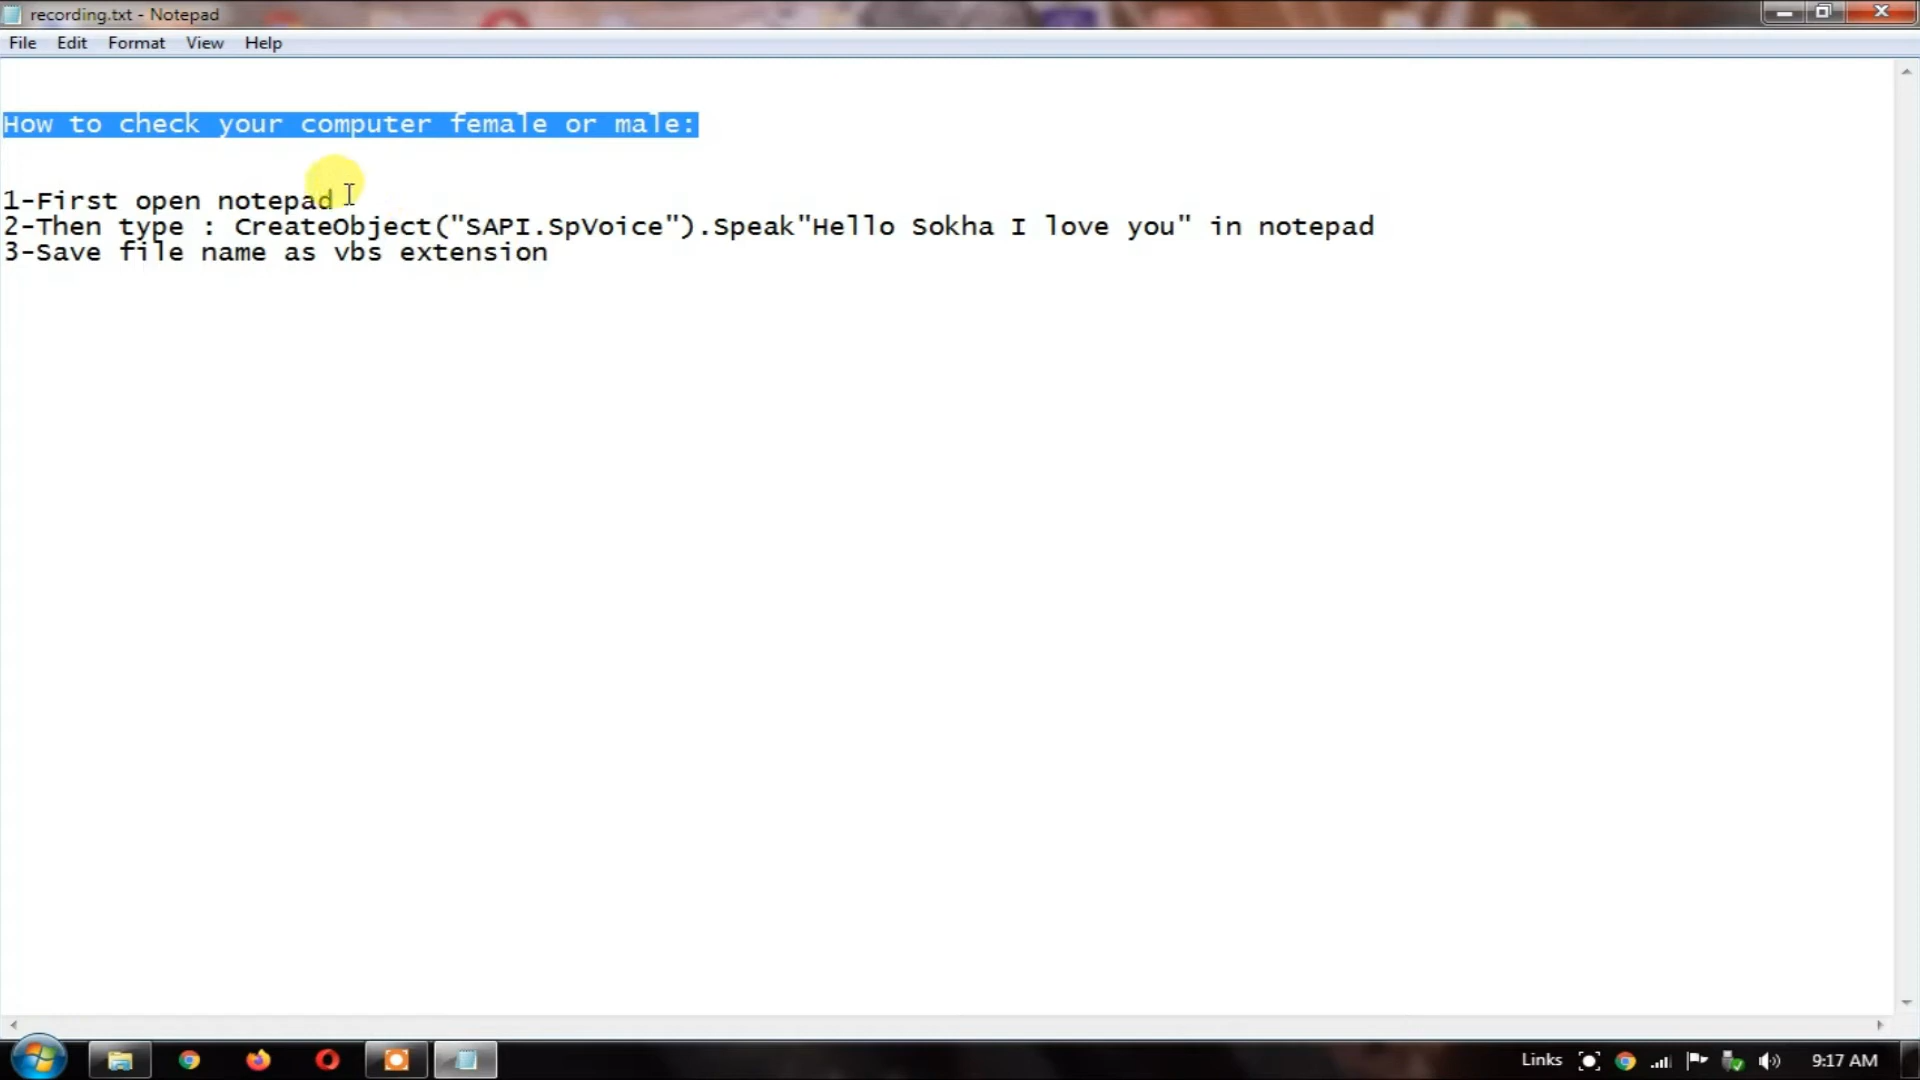 recording.txt - Notepad
File Edit Format View Help
How to check your computer female or male:
1-First open notepad
2-Then type : CreateObject("SAPI.SpVoice").Speak"Hello Sokha I love you" in notepad
3-Save file name as vbs extension
Links 9:17 AM